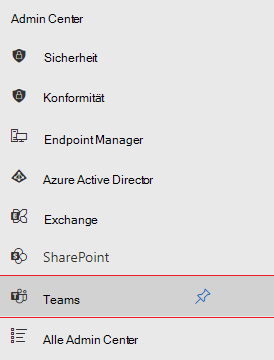 Admin Center
Sicherheit
Konformität
Endpoint Manager
Azure Active Director
Exchange
SharePoint
Teams
Alle Admin Center